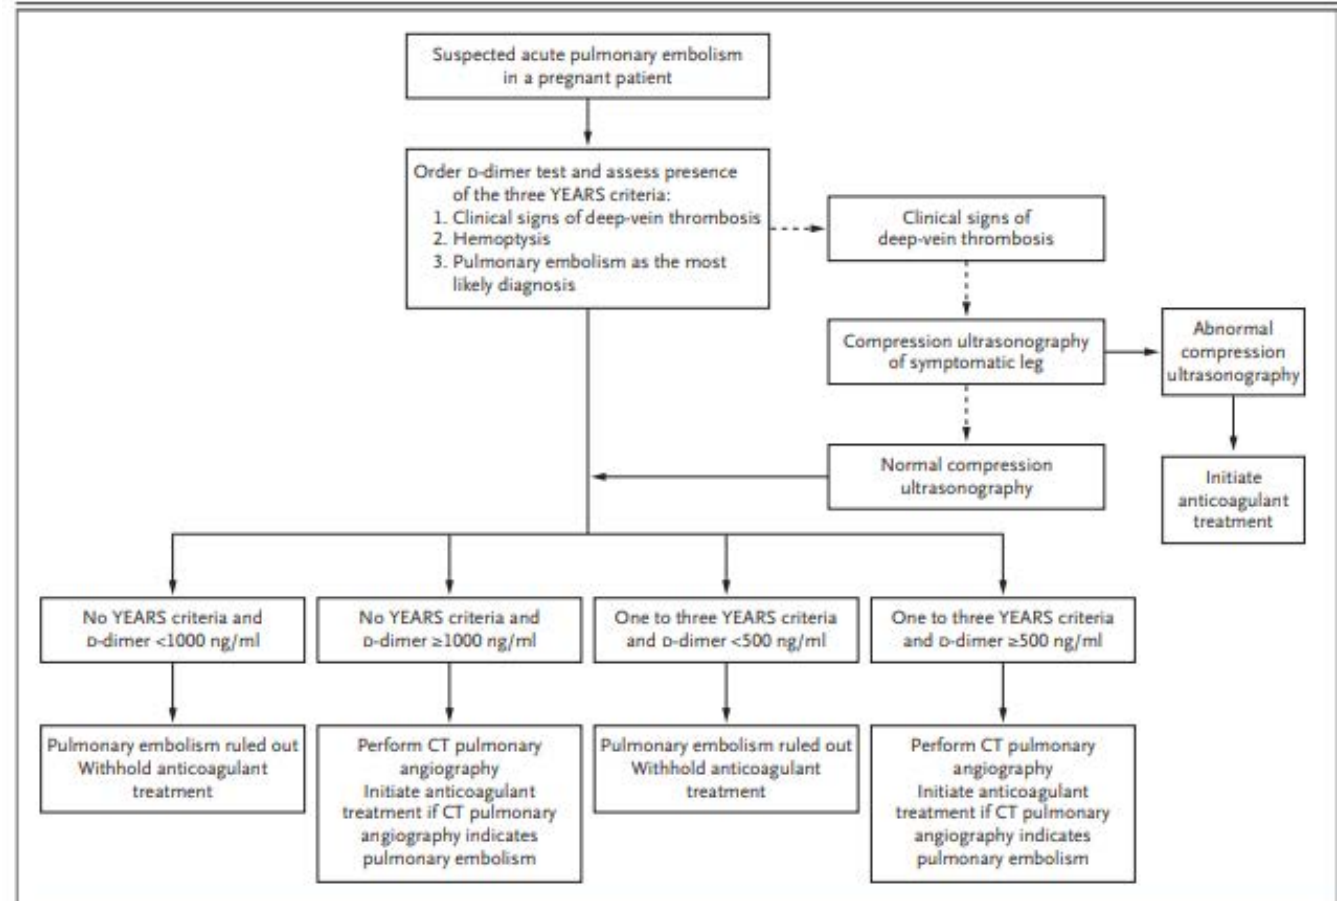 Suspected acute pulmonary embolism
in a pregnant patient
Order D-dimer test and assess presence
of the three YEARS criteria:
1. Clinical signs of deep-vein thrombosis
2. Hemoptysis
3. Pulmonary embolism as the most
likely diagnosis
Clinical signs of
deep-vein thrombosis
Compression ultrasonography
of symptomatic leg
Abnormal
compression
ultrasonography
Normal compression
ultrasonography
Initiate
anticoagulant
treatment
No YEARS criteria and
D-dimer <1000 ng/ml
No YEARS criteria and
D-dimer ≥1000 ng/ml
One to three YEARS criteria
and D-dimer <500 ng/ml
One to three YEARS criteria
and D-dimer ≥500 ng/ml
Pulmonary embolism ruled out
Withhold anticoagulant
treatment
Perform CT pulmonary
angiography
Initiate anticoagulant
treatment if CT pulmonary
angiography indicates
pulmonary embolism
Pulmonary embolism ruled out
Withhold anticoagulant
treatment
Perform CT pulmonary
angiography
Initiate anticoagulant
treatment if CT pulmonary
angiography indicates
pulmonary embolism